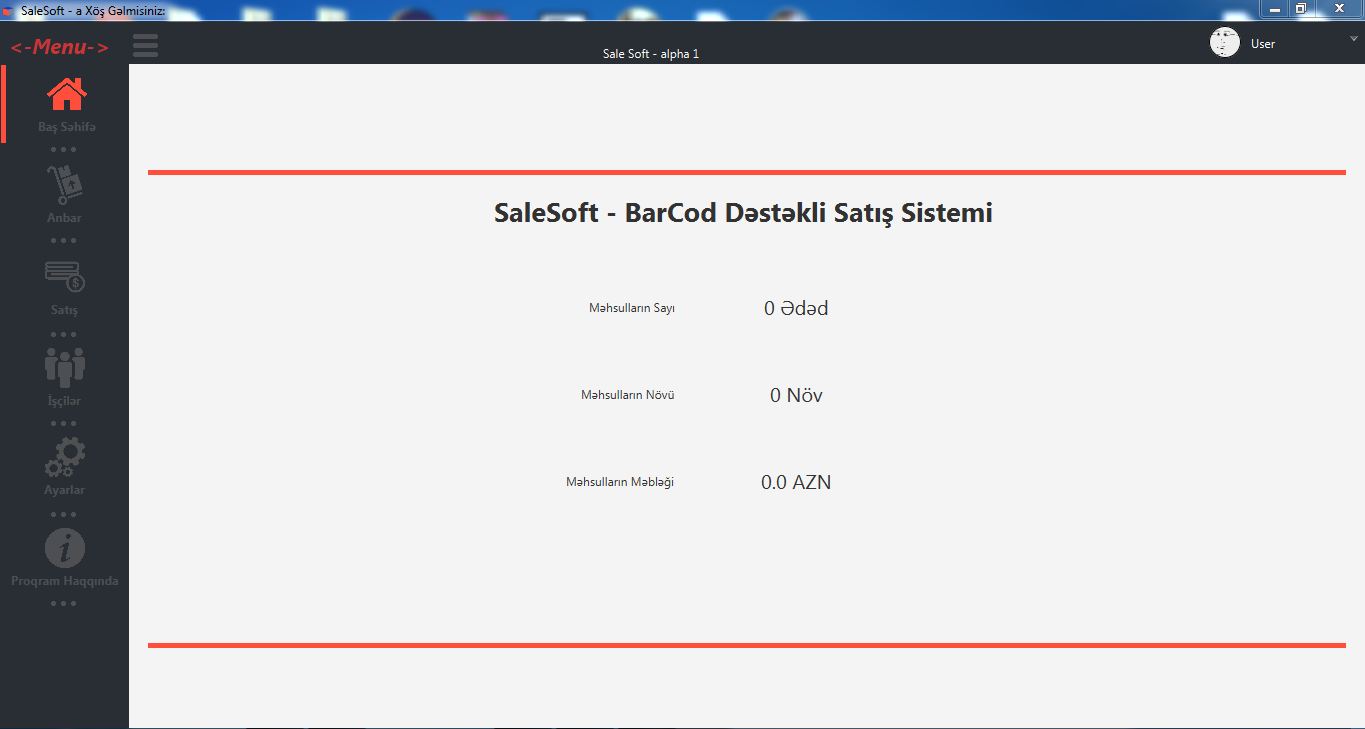 SaleSoft - a Xöş Gəlmisiniz:
<-Menu->
Sale Soft - alpha 1
User
Baş Səhifə
Anbar
Satış
İşçilər
Ayarlar
Proqram Haqqında
SaleSoft - BarCod Dəstəkli Satış Sistemi
Məhsulların Sayı 0 Ədəd
Məhsulların Növü 0 Növ
Məhsulların Məbləği 0.0 AZN